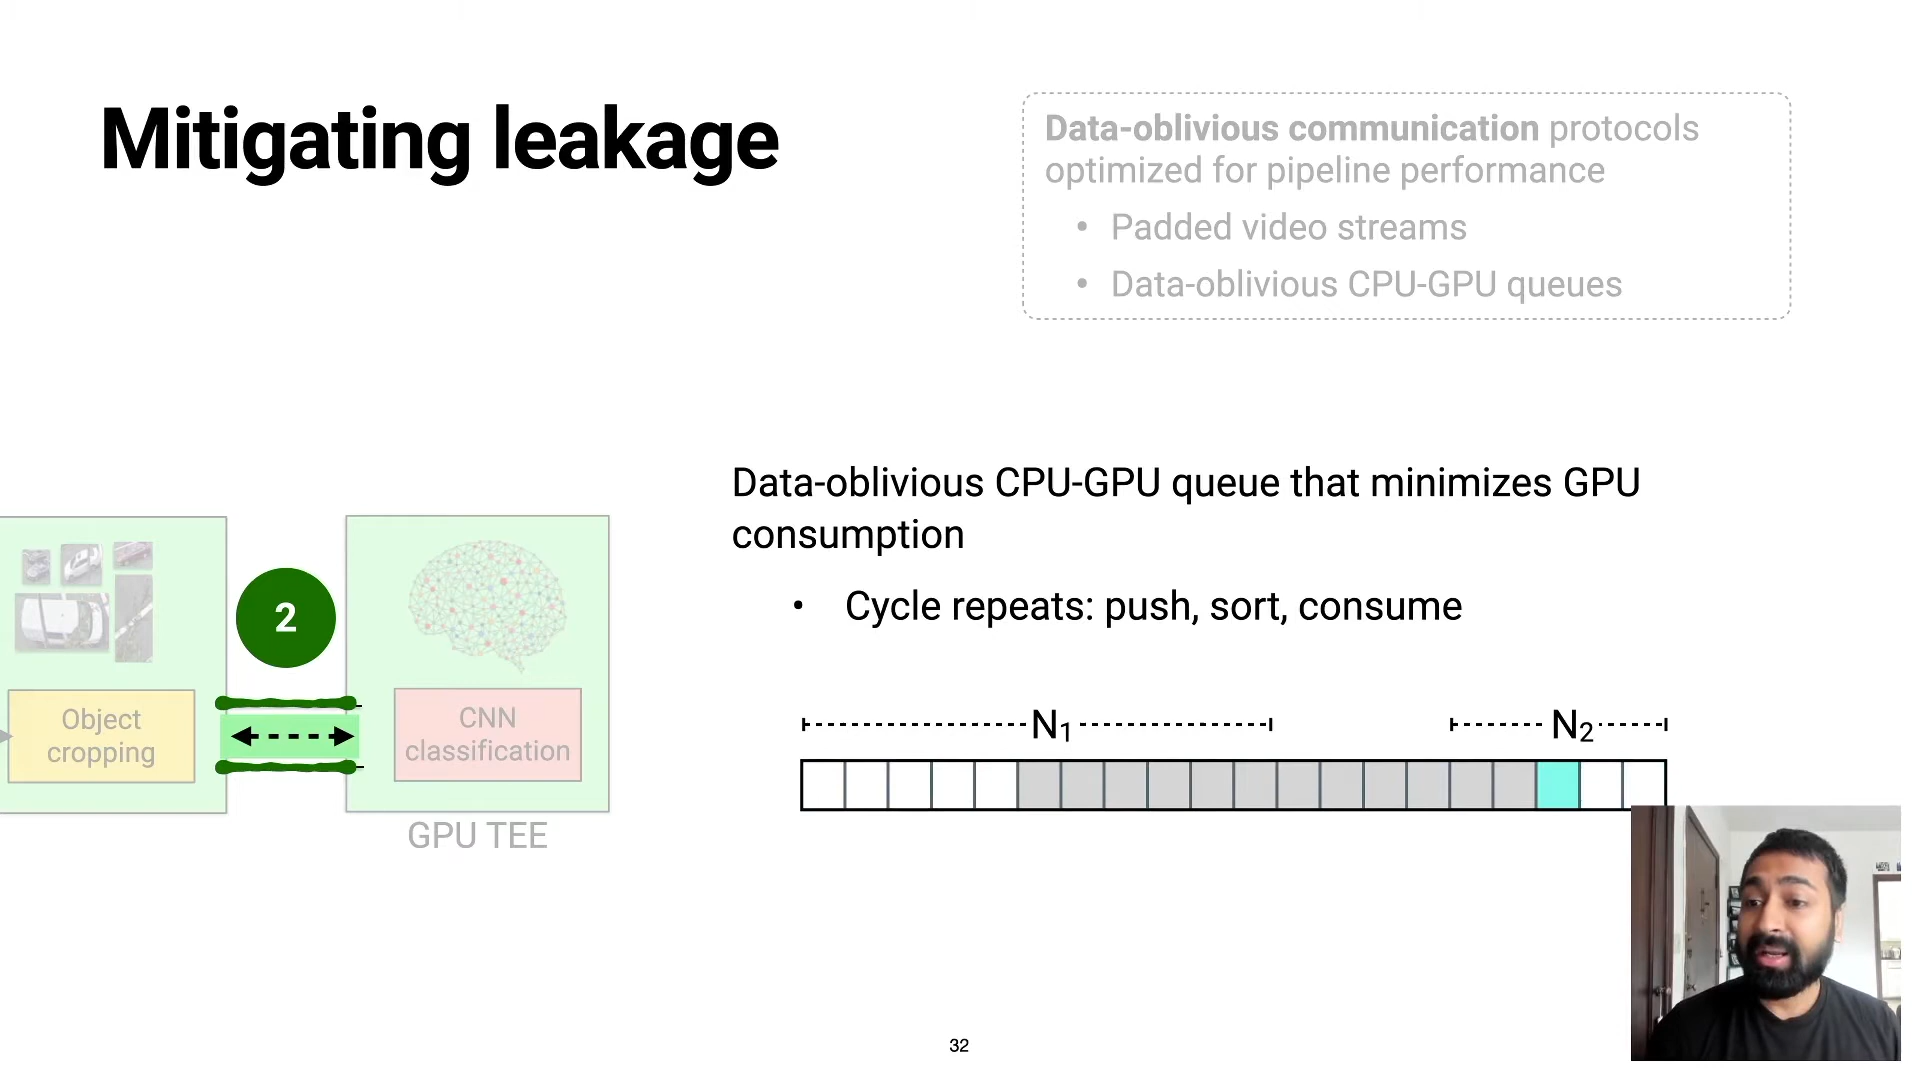 Mitigating leakage
Data-oblivious communication protocols
optimized for pipeline performance
• Padded video streams
• Data-oblivious CPU-GPU queues
Data-oblivious CPU-GPU queue that minimizes GPU
consumption
• Cycle repeats: push, sort, consume
2
Object
cropping
CNN
classification
GPU TEE
N₁
N₂
32